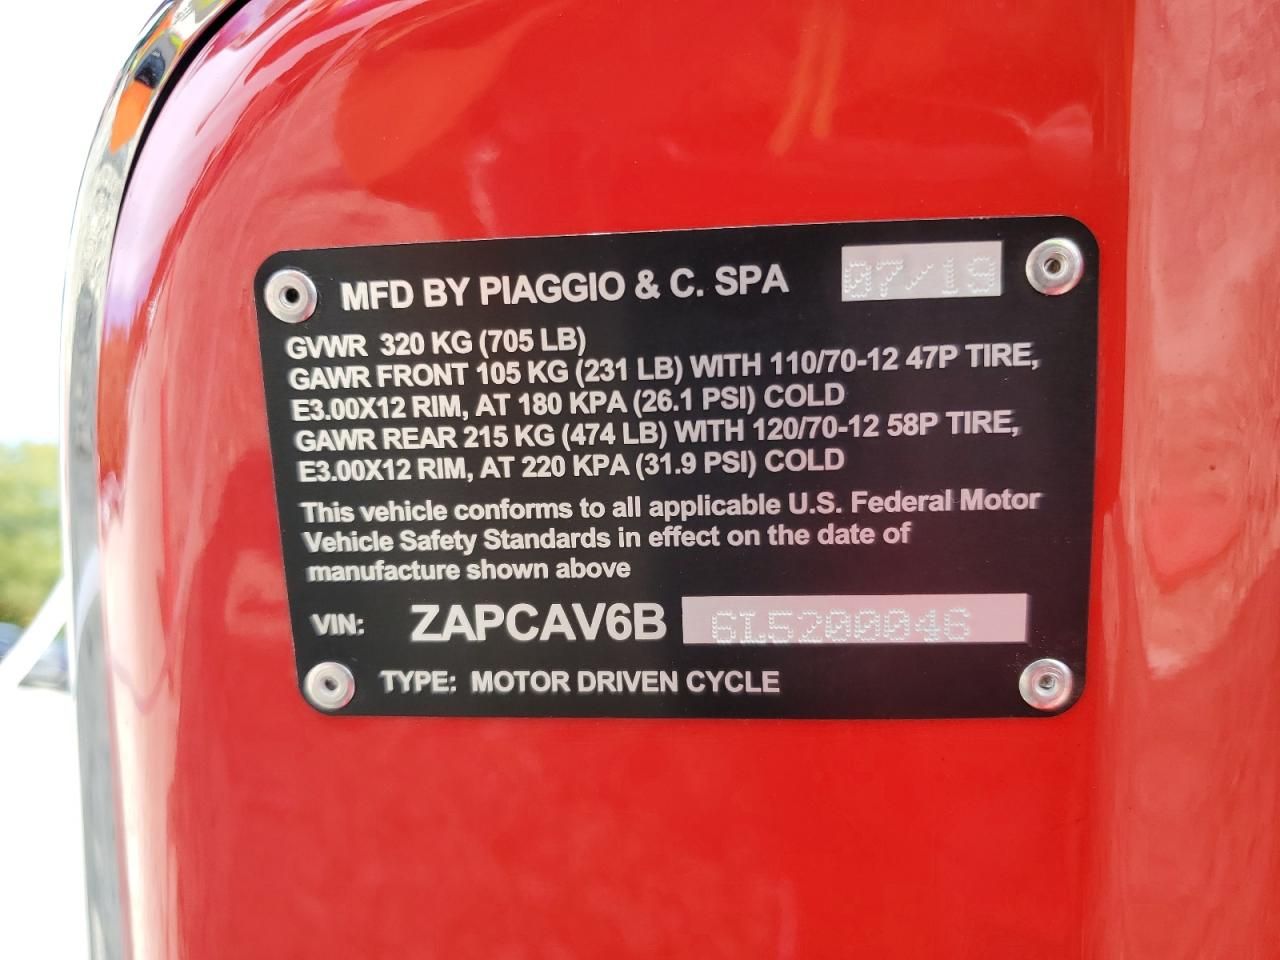 MFD BY PIAGGIO & C. SPA 07/19
GVWR 320 KG (705 LB)
GAWR FRONT 105 KG (231 LB) WITH 110/70-12 47P TIRE,
E3.00X12 RIM, AT 180 KPA (26.1 PSI) COLD
GAWR REAR 215 KG (474 LB) WITH 120/70-12 58P TIRE,
E3.00X12 RIM, AT 220 KPA (31.9 PSI) COLD
This vehicle conforms to all applicable U.S. Federal Motor
Vehicle Safety Standards in effect on the date of
manufacture shown above
VIN: ZAPCAV6B 6L5200046
TYPE: MOTOR DRIVEN CYCLE